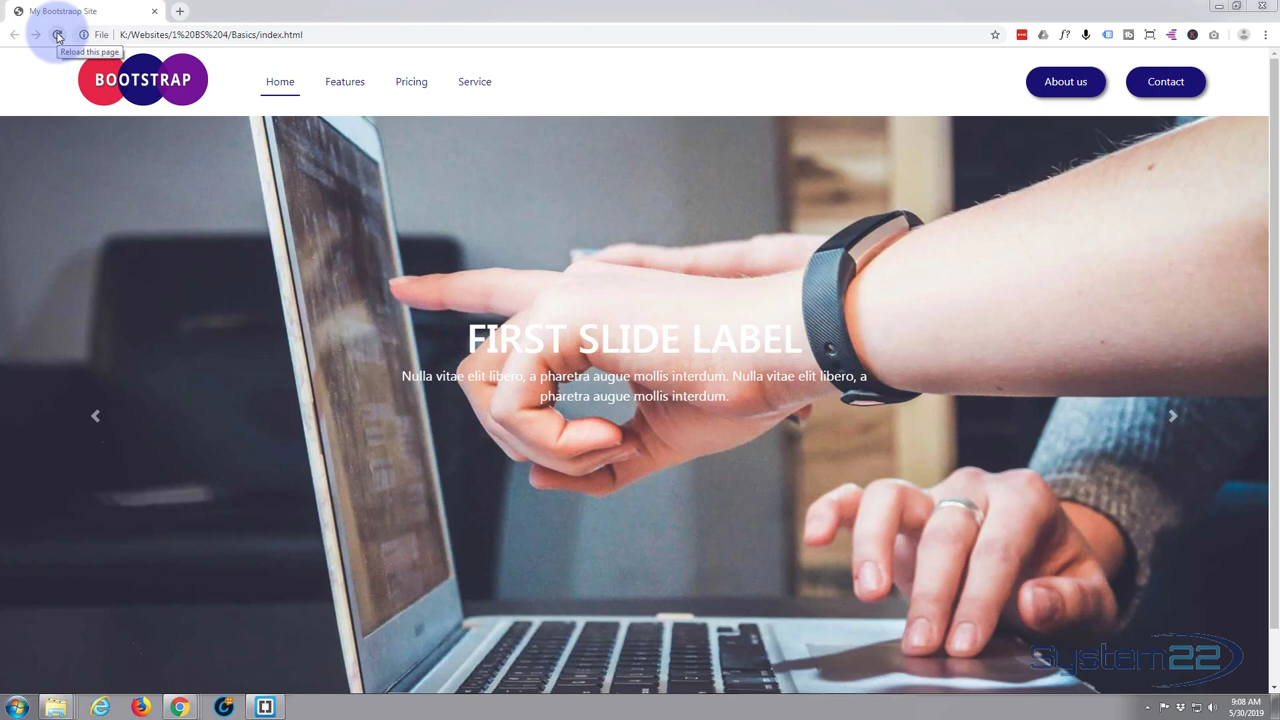 My Bootstraop Site
File
K:/Websites/1%20BS%204/Basics/index.html
Reload this page
BOOTSTRAP
Home
Features
Pricing
Service
About us
Contact
FIRST SLIDE LABEL
Nulla vitae elit libero, a pharetra augue mollis interdum. Nulla vitae elit libero, a
pharetra augue mollis interdum.
System22
9:08 AM
5/30/2019